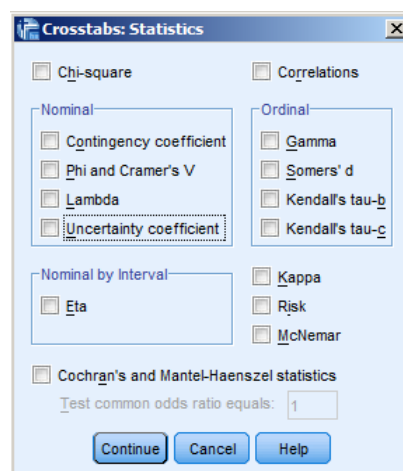 Crosstabs: Statistics
Chi-square
Correlations
Nominal
Contingency coefficient
Phi and Cramer's V
Lambda
Uncertainty coefficient
Ordinal
Gamma
Somers' d
Kendall's tau-b
Kendall's tau-c
Nominal by Interval
Eta
Kappa
Risk
McNemar
Cochran's and Mantel-Haenszel statistics
Test common odds ratio equals: 1
Continue Cancel Help